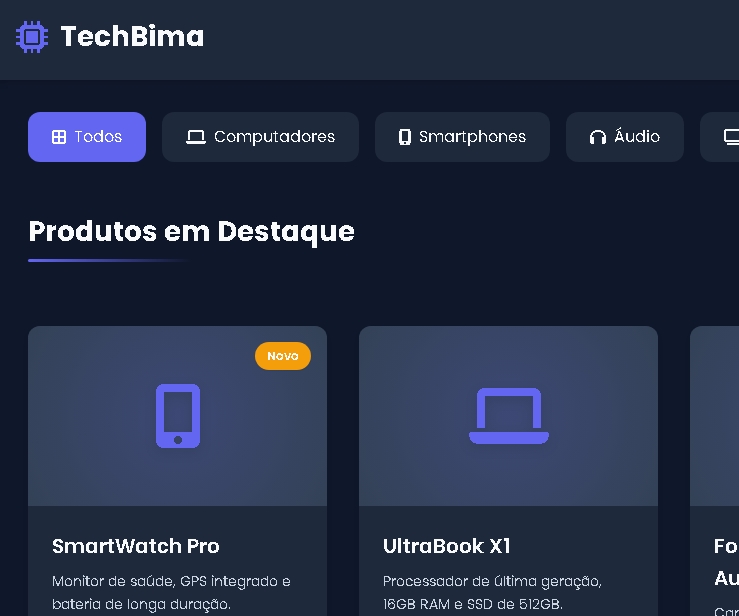 TechBima
Todos Computadores Smartphones Áudio
Produtos em Destaque
Novo
SmartWatch Pro
Monitor de saúde, GPS integrado e
bateria de longa duração.
UltraBook X1
Processador de última geração,
16GB RAM e SSD de 512GB.
Fo
Au